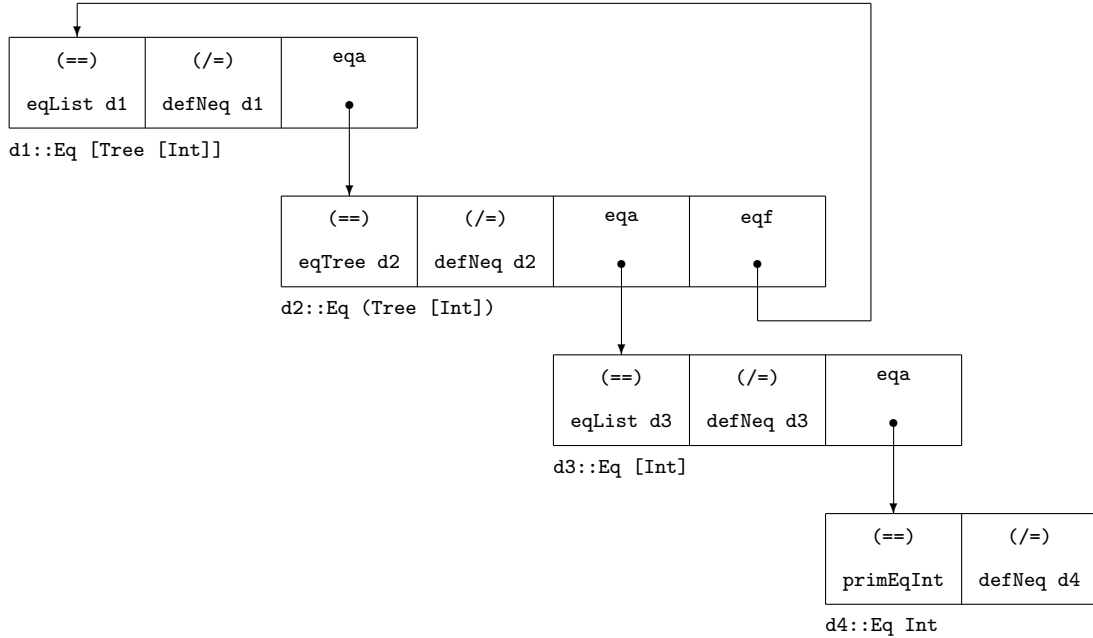 (==) (/=) eqa
eqList d1 defNeq d1
d1::Eq [Tree [Int]]
(==) (/=) eqa eqf
eqTree d2 defNeq d2
d2::Eq (Tree [Int])
(==) (/=) eqa
eqList d3 defNeq d3
d3::Eq [Int]
(==) (/=)
primEqInt defNeq d4
d4::Eq Int